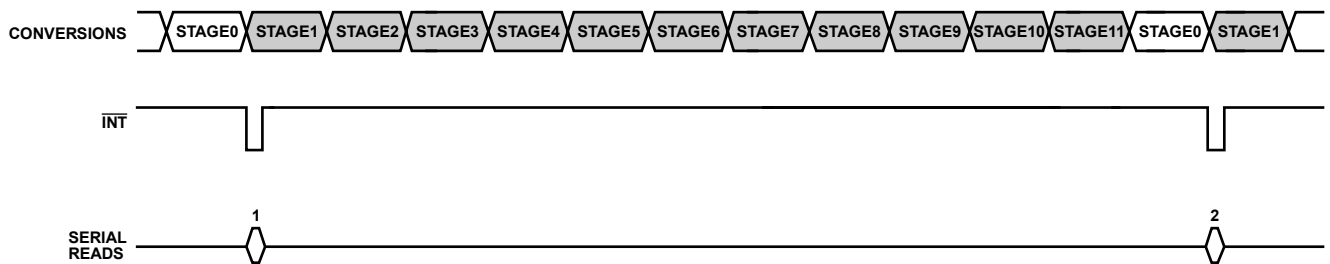 CONVERSIONS STAGE0 STAGE1 STAGE2 STAGE3 STAGE4 STAGE5 STAGE6 STAGE7 STAGE8 STAGE9 STAGE10 STAGE11 STAGE0 STAGE1
INT
1 2
SERIAL
READS